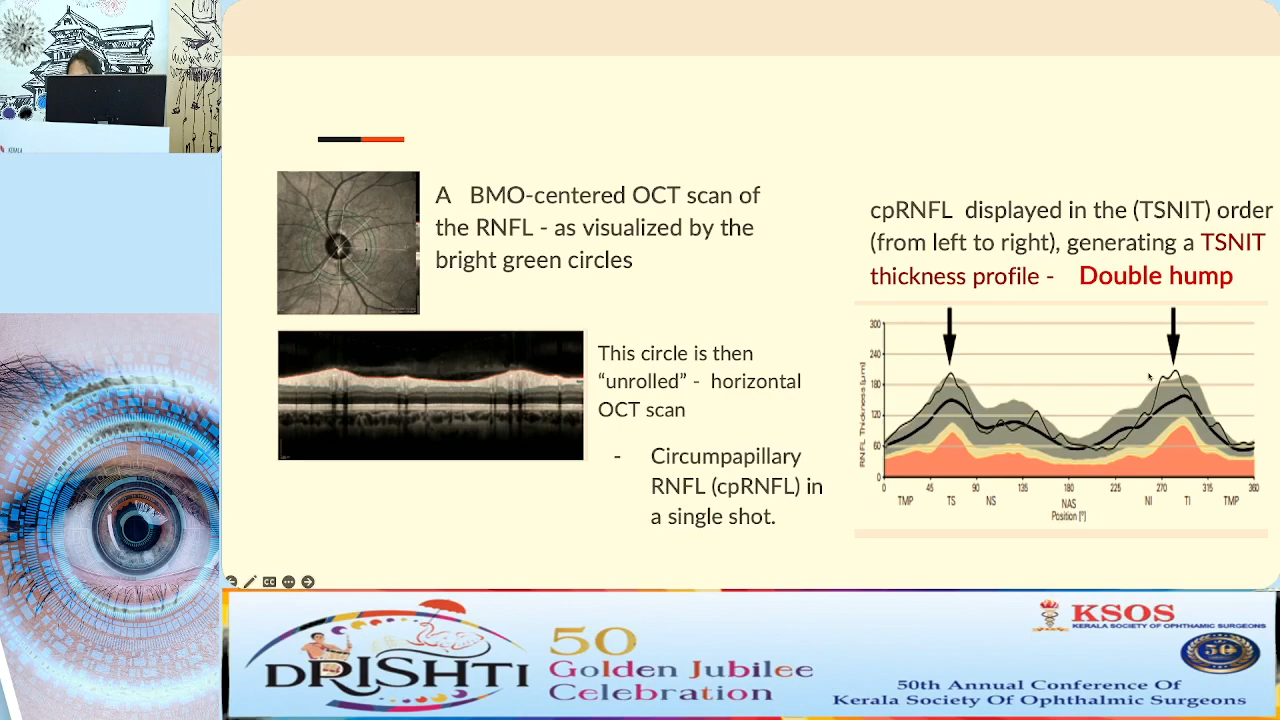 A BMO-centered OCT scan of
the RNFL - as visualized by the
bright green circles
This circle is then
“unrolled” - horizontal
OCT scan
- Circumpapillary
RNFL (cpRNFL) in
a single shot.
cpRNFL displayed in the (TSNIT) order
(from left to right), generating a TSNIT
thickness profile - Double hump
RNFL Thickness [µm]
300
240
180
120
60
0
0 45 90 135 180 225 270 315 360
TMP TS NS NAS NI TI TMP
Position [°]
CC
KERALA
DRISHTI
50
Golden Jubilee
Celebration
KSOS
KERALA SOCIETY OF OPHTHAMIC SURGEONS
50
50th Annual Conference Of
Kerala Society Of Ophthalmic Surgeons